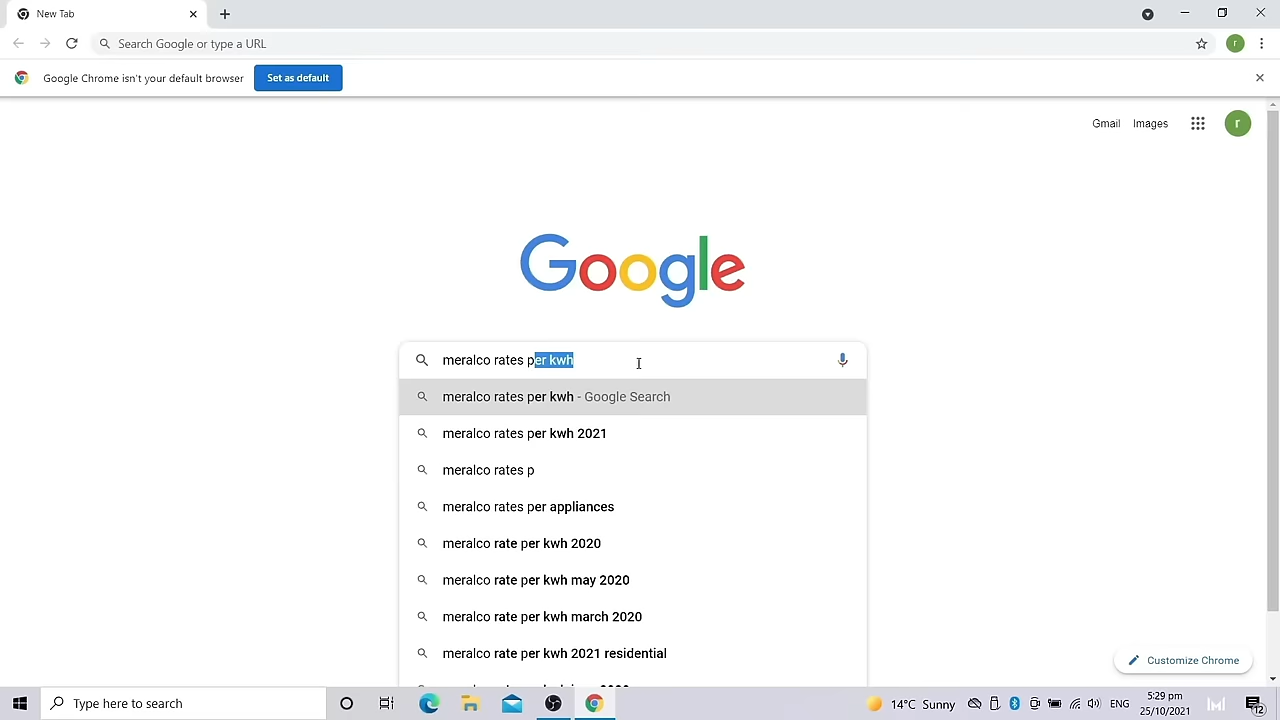 New Tab
Search Google or type a URL
r
Google Chrome isn't your default browser
Set as default
Gmail
Images
r
Google
meralco rates per kwh
meralco rates per kwh - Google Search
meralco rates per kwh 2021
meralco rates p
meralco rates per appliances
meralco rate per kwh 2020
meralco rate per kwh may 2020
meralco rate per kwh march 2020
meralco rate per kwh 2021 residential
Customize Chrome
Type here to search
14°C Sunny
ENG
5:29 pm
25/10/2021
12